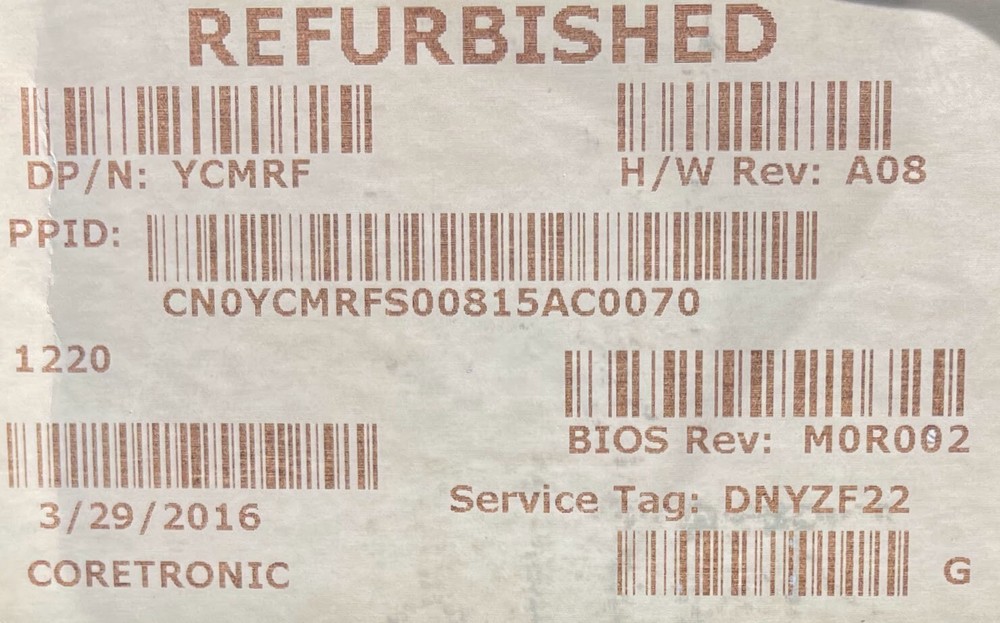 REFURBISHED
DP/N: YCMRF
H/W Rev: A08
PPID:
CN0YCMRFS00815AC0070
1220
BIOS Rev: M0R002
3/29/2016
Service Tag: DNYZF22
CORETRONIC
G